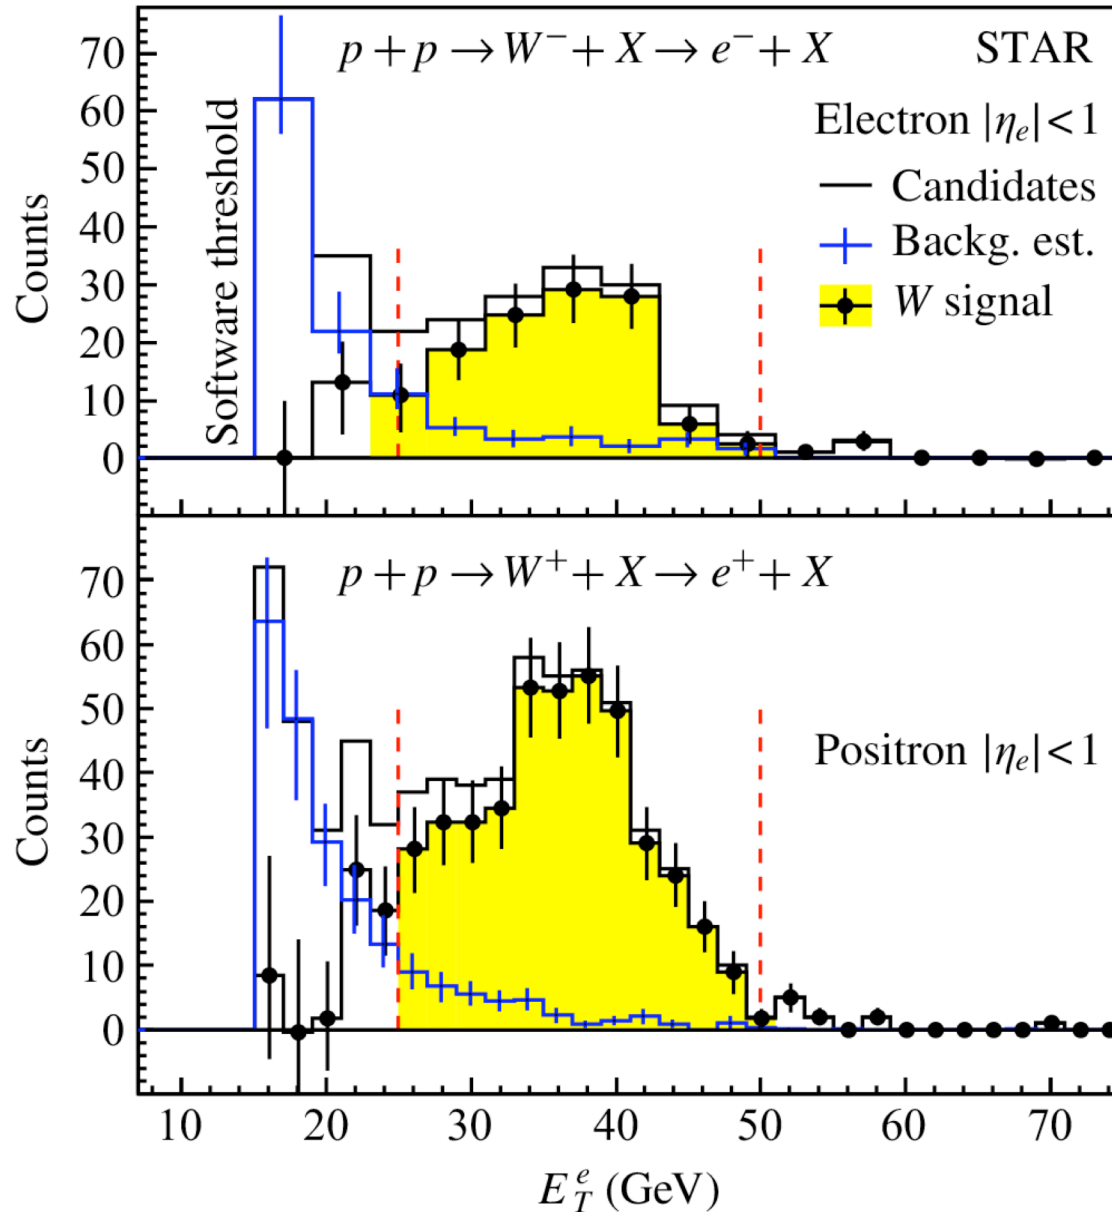 p + p → W⁻ + X → e⁻ + X
STAR
Electron |ηₑ| < 1
Candidates
Backg. est.
W signal
Software threshold
Counts
70
60
50
40
30
20
10
0
p + p → W⁺ + X → e⁺ + X
Positron |ηₑ| < 1
Counts
70
60
50
40
30
20
10
0
10 20 30 40 50 60 70
E_T^e (GeV)